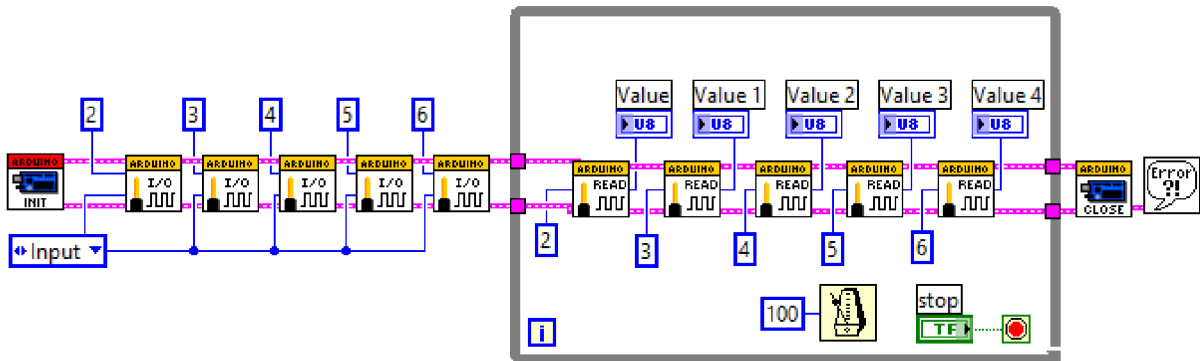 Value
Value 1
Value 2
Value 3
Value 4
U8
U8
U8
U8
U8
2
3
4
5
6
ARDUINO
INIT
ARDUINO
I/O
ARDUINO
I/O
ARDUINO
I/O
ARDUINO
I/O
ARDUINO
I/O
ARDUINO
READ
ARDUINO
READ
ARDUINO
READ
ARDUINO
READ
ARDUINO
READ
ARDUINO
CLOSE
Error
?!
Input
2
3
4
5
6
100
stop
TF
i